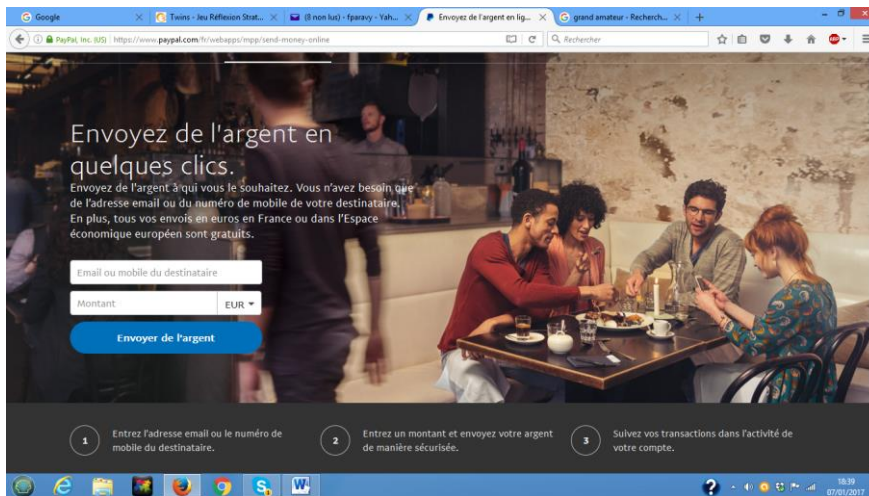 Google
Twins - Jeu Réflexion Strat...
(Il non lus) - fparavy - Yah...
Envoyez de l'argent en lig...
grand amateur - Recherch...
PayPal, Inc. (US)
https://www.paypal.com/fr/webapps/mpp/send-money-online
Rechercher
ABP
Envoyez de l'argent en
quelques clics.
Envoyez de l'argent à qui vous le souhaitez. Vous n'avez besoin que
de l'adresse email ou du numéro de mobile de votre destinataire.
En plus, tous vos envois en euros en France ou dans l'Espace
économique européen sont gratuits.
Email ou mobile du destinataire
Montant
EUR
Envoyer de l'argent
1
Entrez l'adresse email ou le numéro de
mobile du destinataire.
2
Entrez un montant et envoyez votre argent
de manière sécurisée.
3
Suivez vos transactions dans l'activité de
votre compte.
18:39
07/01/2017